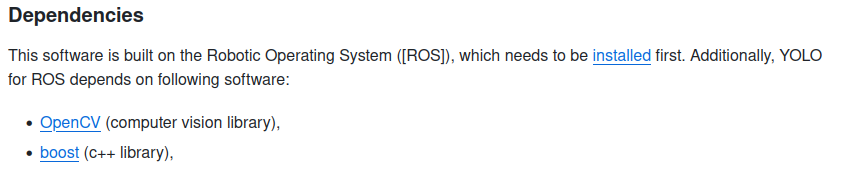 Dependencies
This software is built on the Robotic Operating System ([ROS]), which needs to be installed first. Additionally, YOLO
for ROS depends on following software:
• OpenCV (computer vision library),
• boost (c++ library),